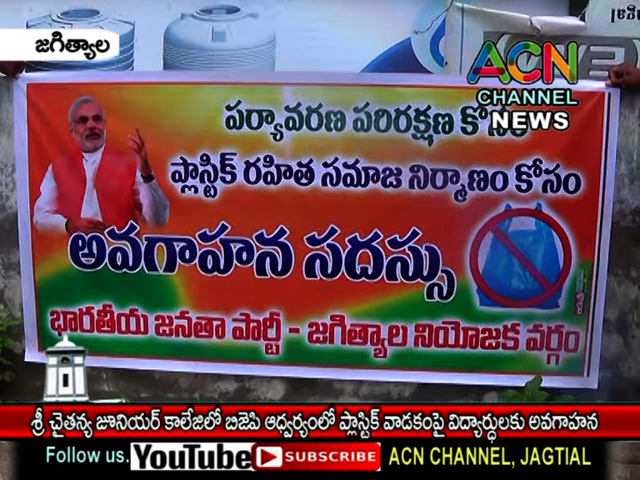 జగిత్యాల
ACN
CHANNEL
NEWS
పర్యావరణ పరిరక్షణ కోసం
ప్లాస్టిక్ రహిత సమాజ నిర్మాణం కోసం
అవగాహన సదస్సు
భారతీయ జనతా పార్టీ - జగిత్యాల నియోజక వర్గం
శ్రీ చైతన్య జూనియర్ కాలేజిలో బిజెపి ఆధ్వర్యంలో ప్లాస్టిక్ వాడకంపై విద్యార్ధులకు అవగాహన
Follow us. YouTube SUBSCRIBE ACN CHANNEL, JAGTIAL